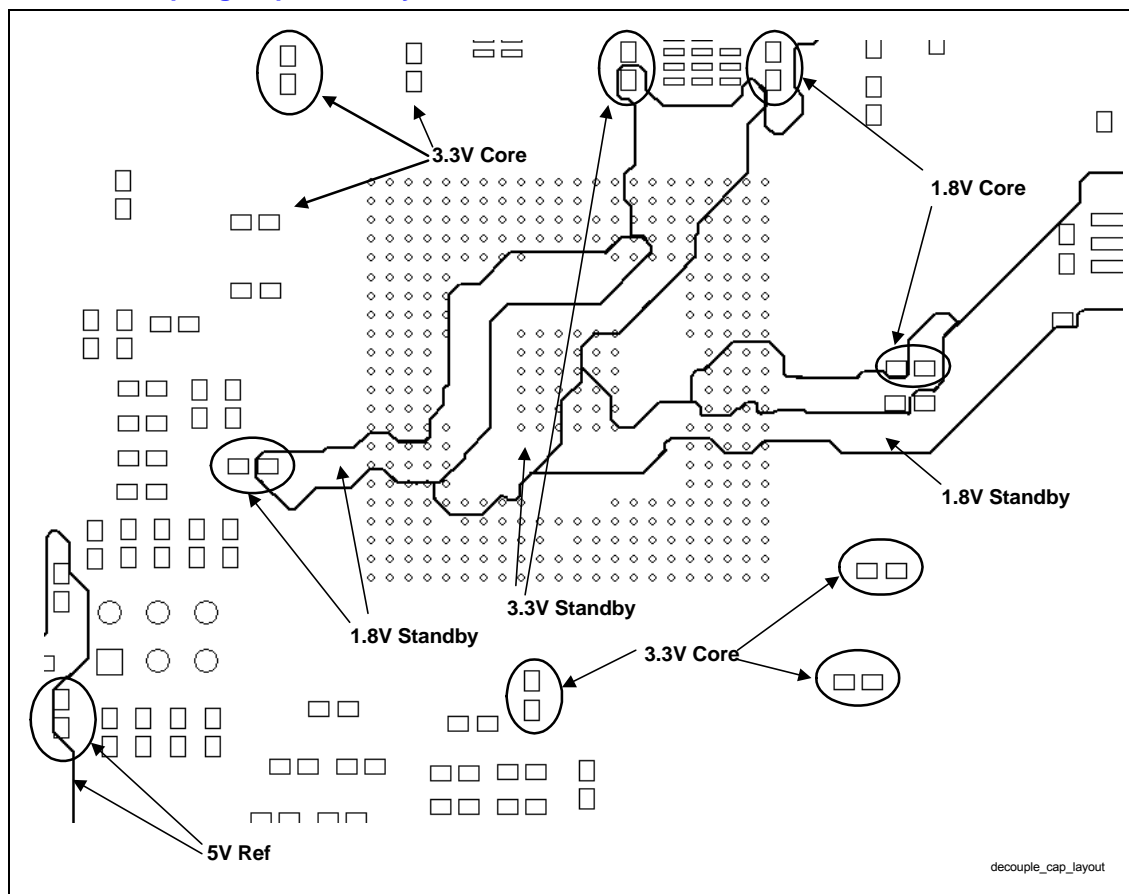 3.3V Core
1.8V Core
1.8V Standby
3.3V Standby
1.8V Standby
3.3V Core
5V Ref
decouple_cap_layout